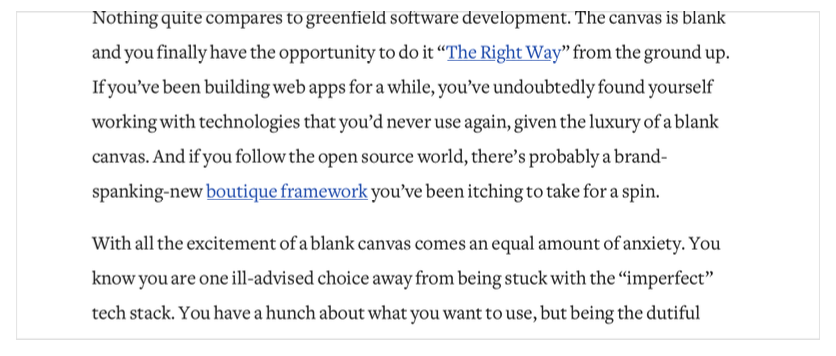 Nothing quite compares to greenfield software development. The canvas is blank
and you finally have the opportunity to do it “The Right Way” from the ground up.
If you’ve been building web apps for a while, you’ve undoubtedly found yourself
working with technologies that you’d never use again, given the luxury of a blank
canvas. And if you follow the open source world, there’s probably a brand-
spanking-new boutique framework you’ve been itching to take for a spin.
With all the excitement of a blank canvas comes an equal amount of anxiety. You
know you are one ill-advised choice away from being stuck with the “imperfect”
tech stack. You have a hunch about what you want to use, but being the dutiful